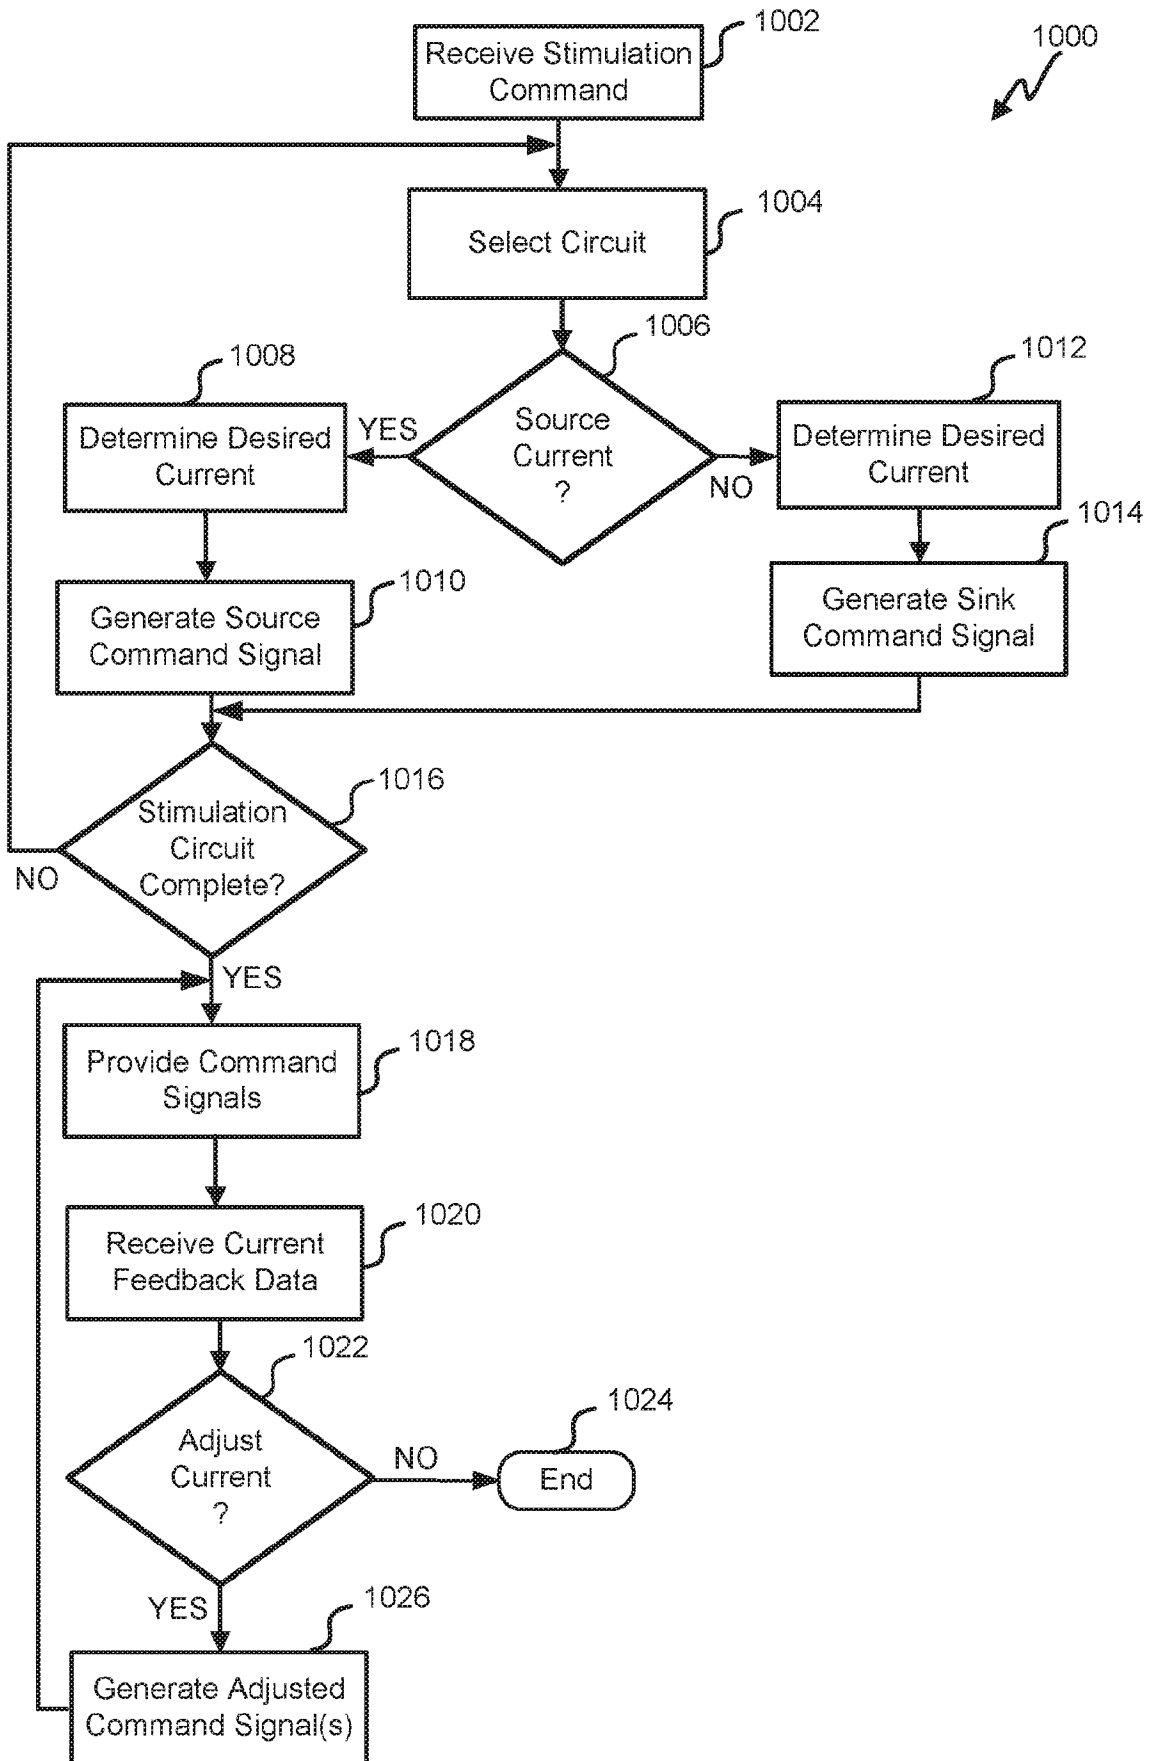 1002
1000
Receive Stimulation
Command
1004
Select Circuit
1006
1008
1012
Source
Current
?
YES
NO
Determine Desired
Current
Determine Desired
Current
1014
1010
Generate Source
Command Signal
Generate Sink
Command Signal
1016
Stimulation
Circuit
Complete?
NO
YES
1018
Provide Command
Signals
1020
Receive Current
Feedback Data
1022
1024
Adjust
Current
?
NO
End
YES
1026
Generate Adjusted
Command Signal(s)